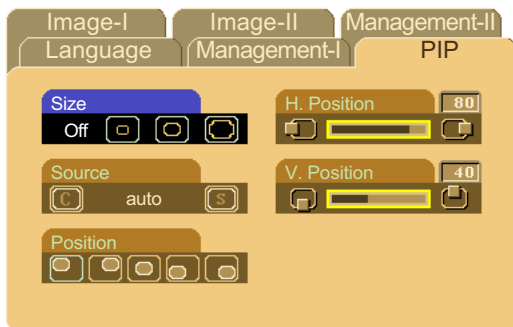 Image-I Image-II Management-II
Language Management-I PIP
Size
Off
H. Position 80
Source
C auto S
V. Position 40
Position